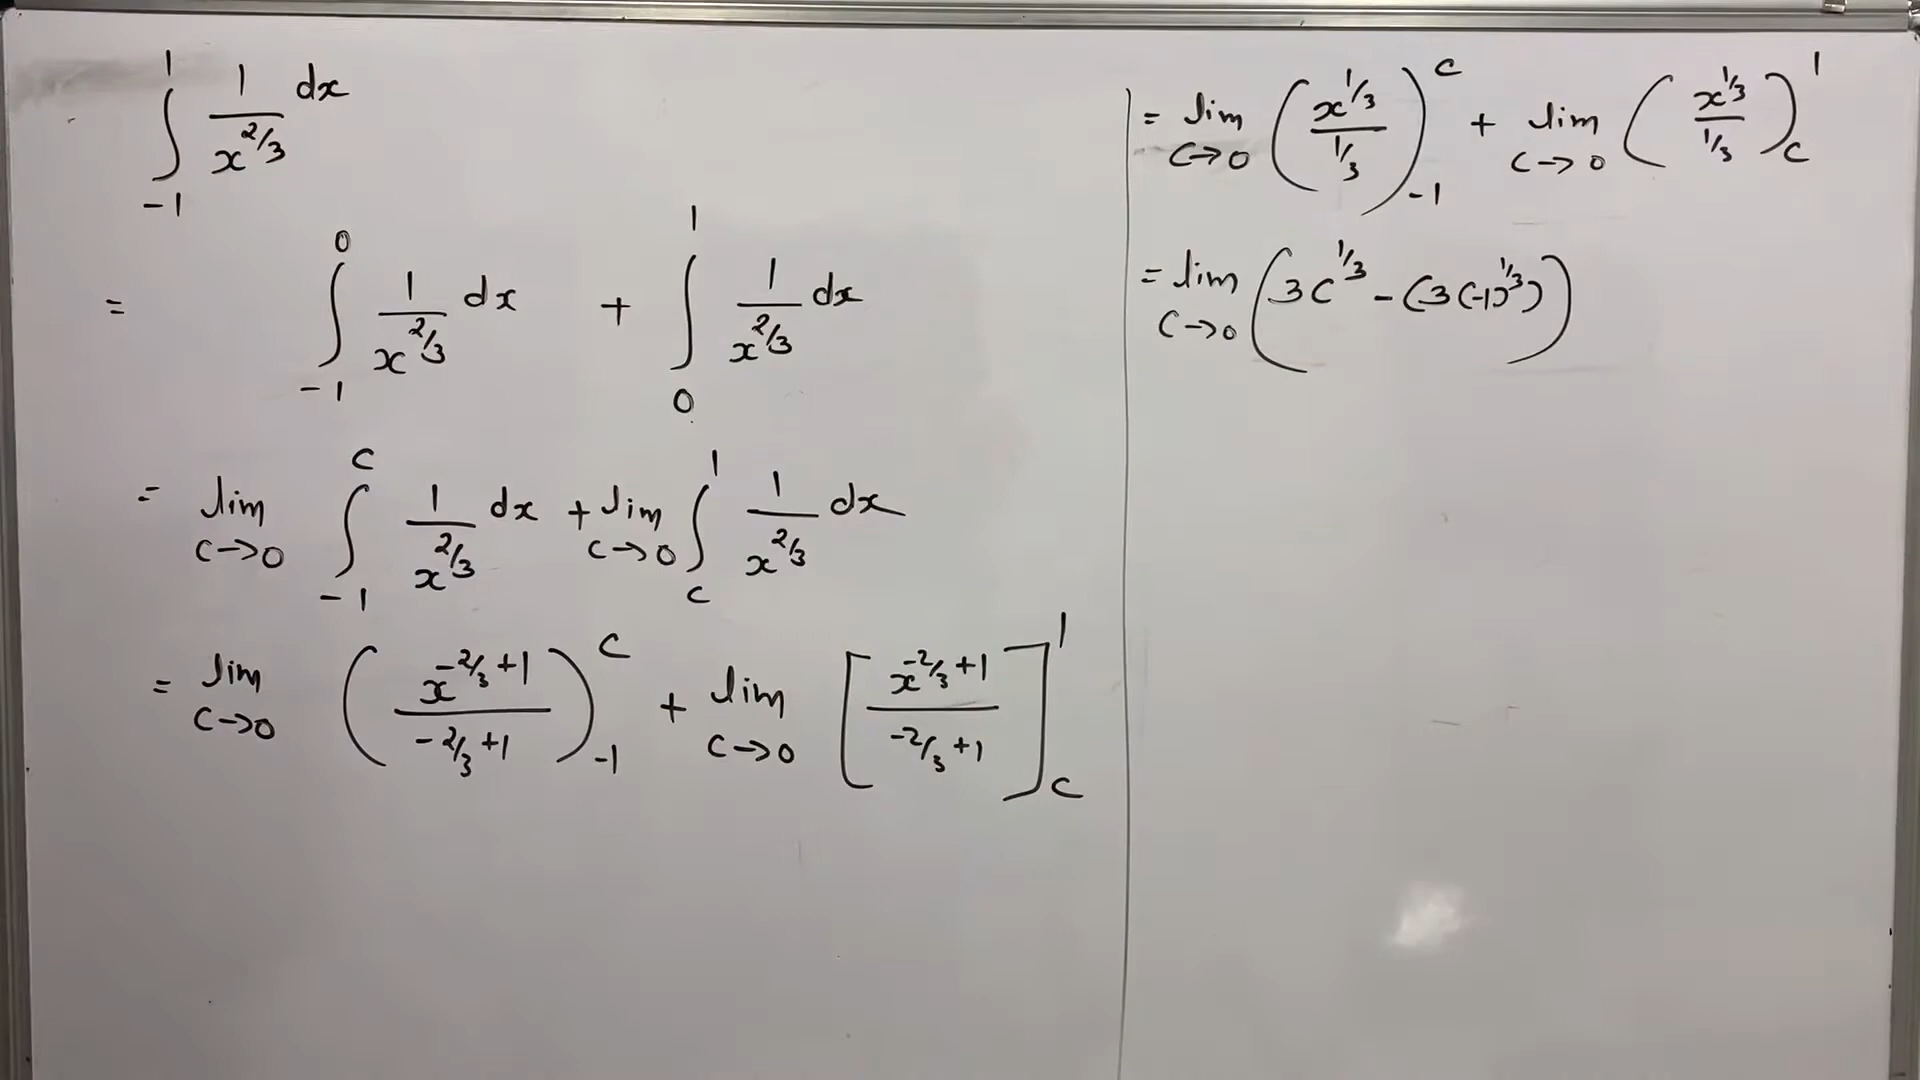 ∫_{-1}^{1} 1/x^{2/3} dx
= ∫_{-1}^{0} 1/x^{2/3} dx + ∫_{0}^{1} 1/x^{2/3} dx
= lim_{c→0} ∫_{-1}^{c} 1/x^{2/3} dx + lim_{c→0} ∫_{c}^{1} 1/x^{2/3} dx
= lim_{c→0} (x^{-2/3+1}/(-2/3+1))_{-1}^{c} + lim_{c→0} [x^{-2/3+1}/(-2/3+1)]_{c}^{1}
= lim_{c→0} (x^{1/3}/(1/3))_{-1}^{c} + lim_{c→0} (x^{1/3}/(1/3))_{c}^{1}
= lim_{c→0} (3c^{1/3} - (3(-1)^{1/3}))